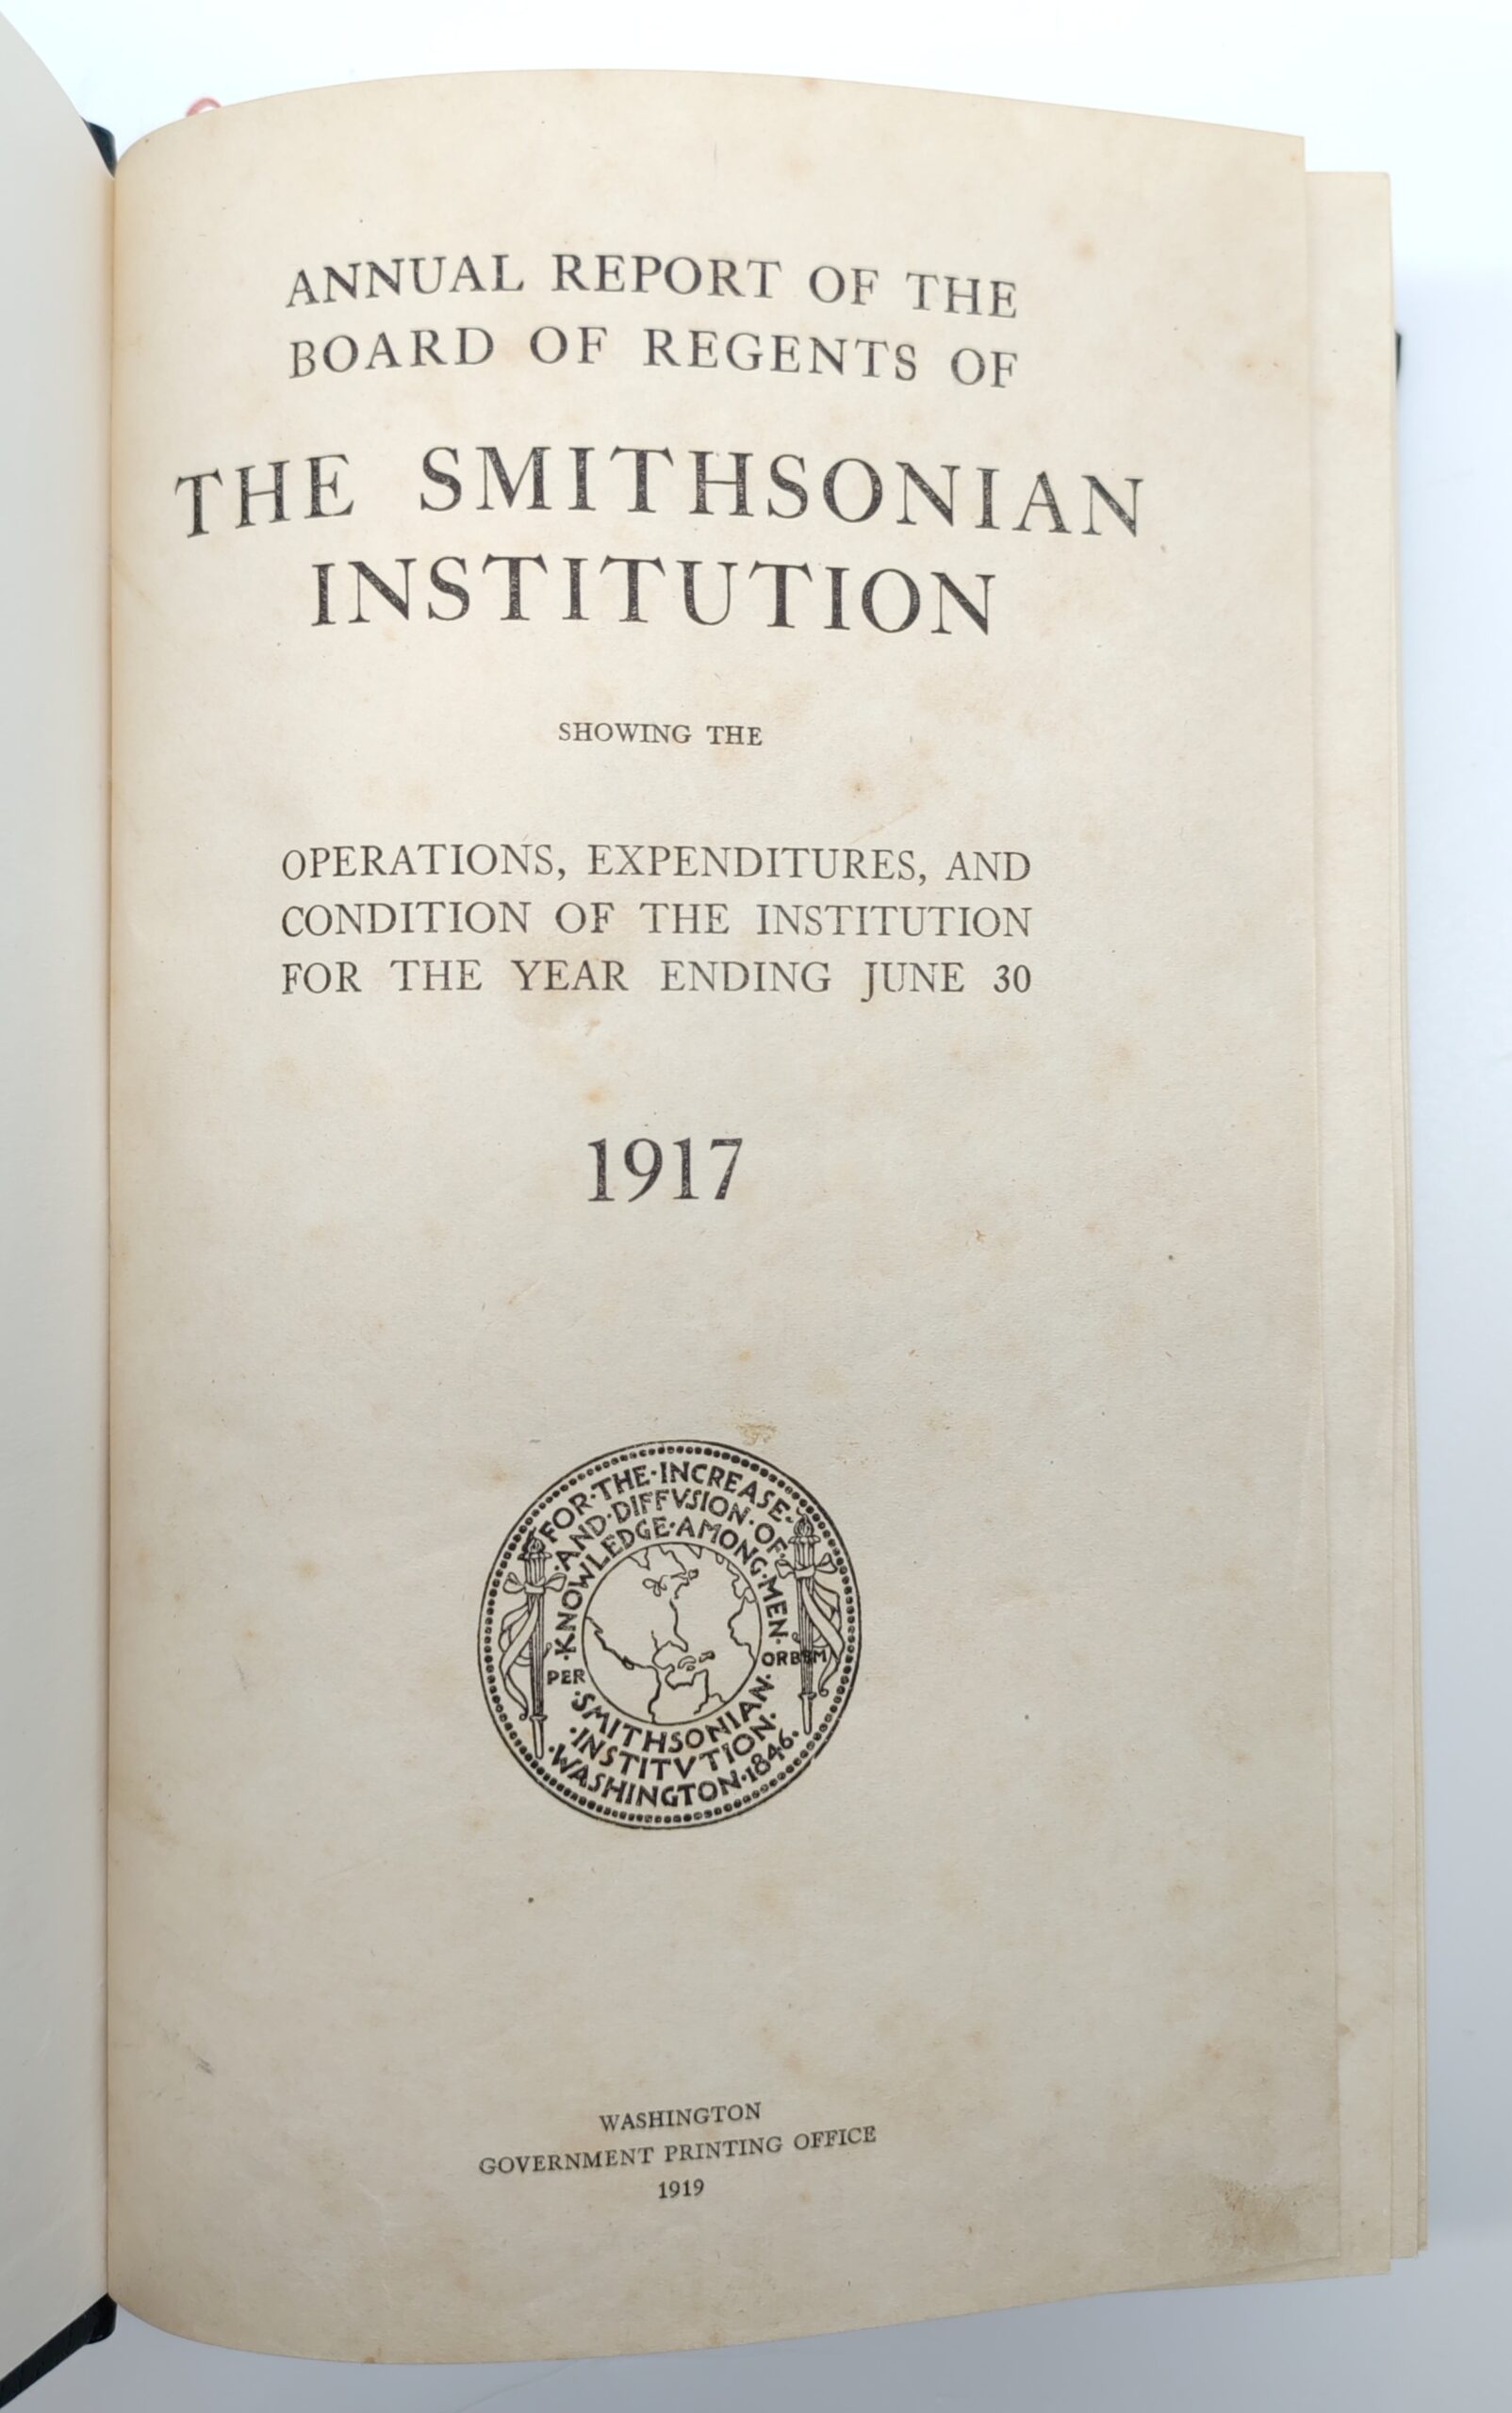 ANNUAL REPORT OF THE
BOARD OF REGENTS OF
THE SMITHSONIAN
INSTITUTION
SHOWING THE
OPERATIONS, EXPENDITURES, AND
CONDITION OF THE INSTITUTION
FOR THE YEAR ENDING JUNE 30
1917
FOR·THE·INCREASE·
·AND·DIFFVSION·OF·
·KNOWLEDGE·AMONG·MEN·
PER ORBEM
·SMITHSONIAN·
·INSTITVTION·
·WASHINGTON·1846·
WASHINGTON
GOVERNMENT PRINTING OFFICE
1919